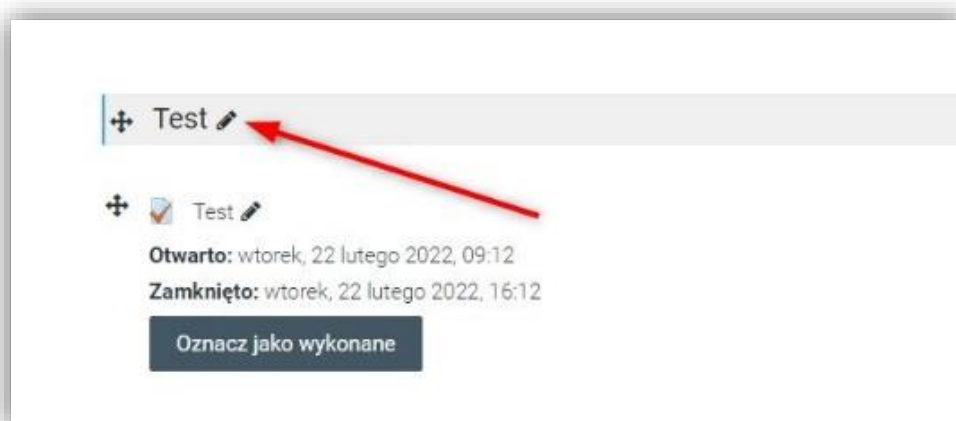 Test
Test
Otwarto: wtorek, 22 lutego 2022, 09:12
Zamknięto: wtorek, 22 lutego 2022, 16:12
Oznacz jako wykonane